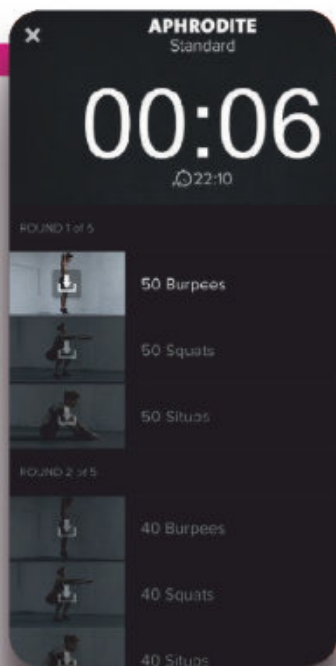 ×
APHRODITE
Standard
00:06
22:10
ROUND 1 of 5
50 Burpees
50 Squats
50 Situps
ROUND 2 of 5
40 Burpees
40 Squats
40 Situps